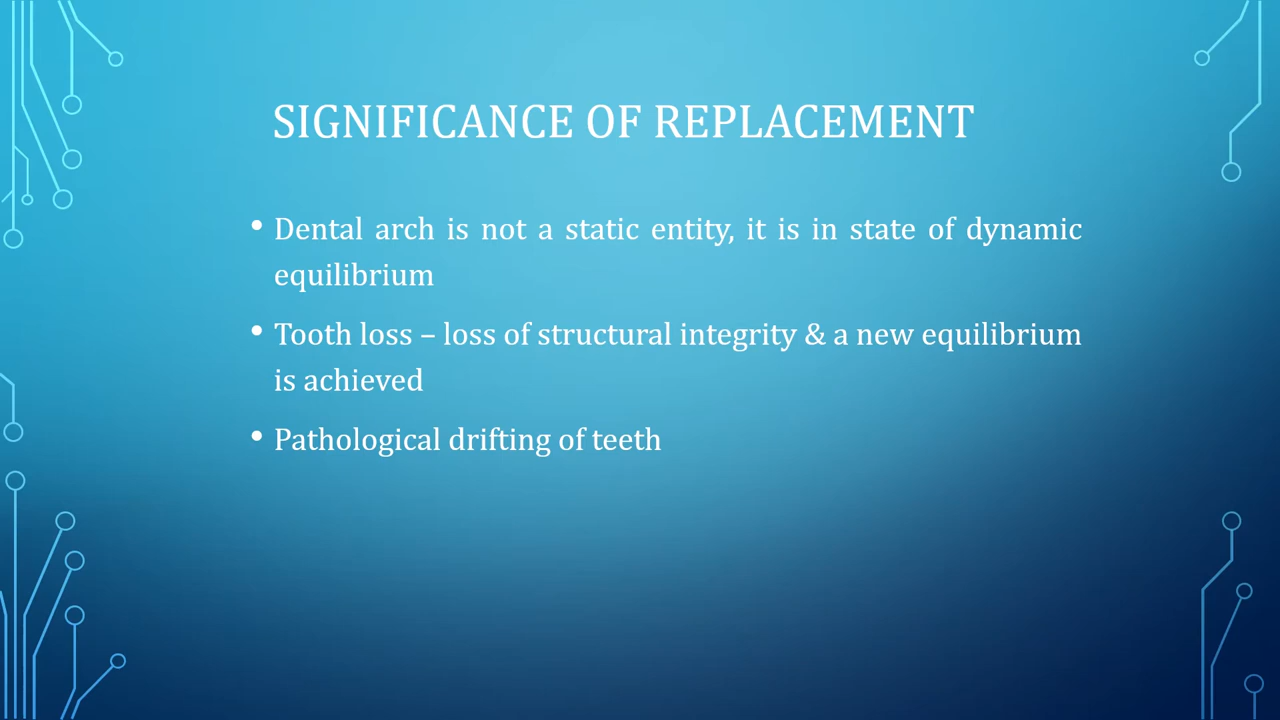 SIGNIFICANCE OF REPLACEMENT
• Dental arch is not a static entity, it is in state of dynamic
equilibrium
• Tooth loss – loss of structural integrity & a new equilibrium
is achieved
• Pathological drifting of teeth